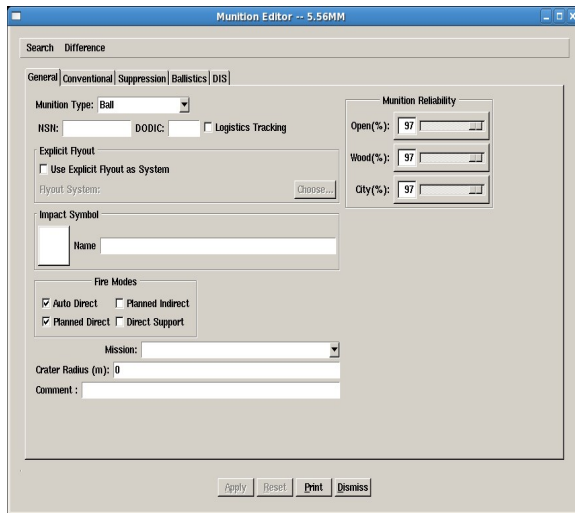 Munition Editor -- 5.56MM
Search Difference
General Conventional Suppression Ballistics DIS
Munition Type: Ball
NSN: DODIC: Logistics Tracking
Explicit Flyout
Use Explicit Flyout as System
Flyout System: Choose...
Impact Symbol
Name
Fire Modes
Auto Direct Planned Indirect
Planned Direct Direct Support
Mission:
Crater Radius (m): 0
Comment :
Munition Reliability
Open(%): 97
Wood(%): 97
City(%): 97
Apply Reset Print Dismiss